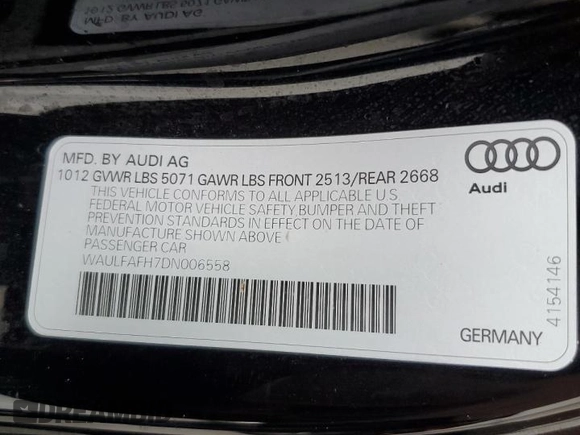 MFD. BY AUDI AG
1012 GVWR LBS 5071 GAWR LBS FRONT 2513/REAR 2668
THIS VEHICLE CONFORMS TO ALL APPLICABLE U S
FEDERAL MOTOR VEHICLE SAFETY BUMPER AND THEFT
PREVENTION STANDARDS IN EFFECT ON THE DATE OF
MANUFACTURE SHOWN ABOVE
PASSENGER CAR
WAULFAFH7DN006558
Audi
4154146
GERMANY